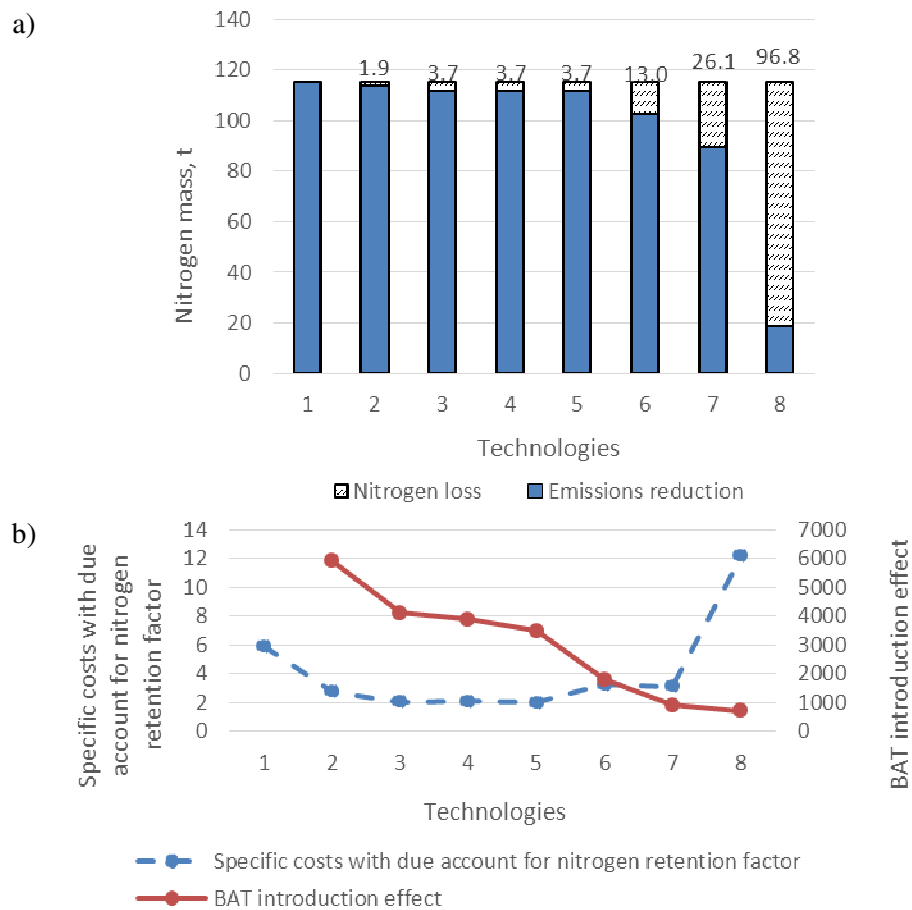 a)
140
120
100
80
60
40
20
0
Nitrogen mass, t
1.9
3.7
3.7
3.7
13.0
26.1
96.8
1 2 3 4 5 6 7 8
Technologies
Nitrogen loss Emissions reduction
b)
Specific costs with due
account for nitrogen
retention factor
14
12
10
8
6
4
2
0
7000
6000
5000
4000
3000
2000
1000
0
BAT introduction effect
1 2 3 4 5 6 7 8
Technologies
Specific costs with due account for nitrogen retention factor
BAT introduction effect